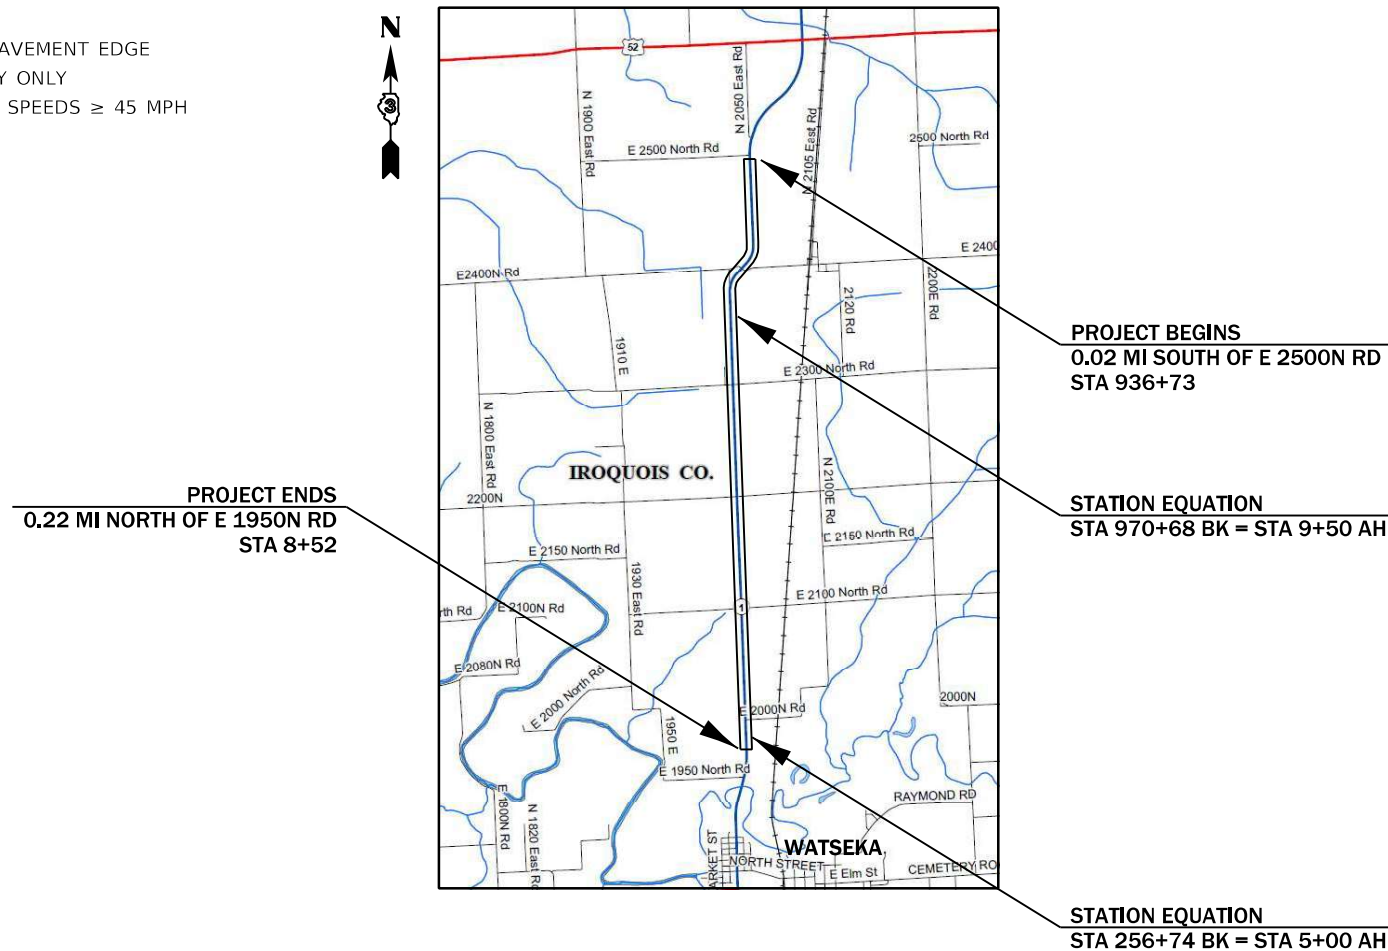 AVEMENT EDGE
Y ONLY
SPEEDS ≥ 45 MPH
N
3
52
N 2050 East Rd
N 1900 East Rd
E 2500 North Rd
N 2105 East Rd
2500 North Rd
E 2400
E2400N Rd
2200E Rd
2120 Rd
1910 E
E 2300 North Rd
PROJECT BEGINS
0.02 MI SOUTH OF E 2500N RD
STA 936+73
N 1800 East Rd
IROQUOIS CO.
N 2100E Rd
2200N
PROJECT ENDS
0.22 MI NORTH OF E 1950N RD
STA 8+52
STATION EQUATION
STA 970+68 BK = STA 9+50 AH
E 2150 North Rd
E 2150 North Rd
1930 East Rd
E 2100 North Rd
rth Rd
E 2100N Rd
1
E 2080N Rd
E 2000 North Rd
2000N
E 2000N Rd
1950 E
E 1950 North Rd
E 1800N Rd
N 1820 East Rd
RAYMOND RD
ARKET ST
WATSEKA
NORTH STREET
E Elm St
CEMETERY RO
STATION EQUATION
STA 256+74 BK = STA 5+00 AH